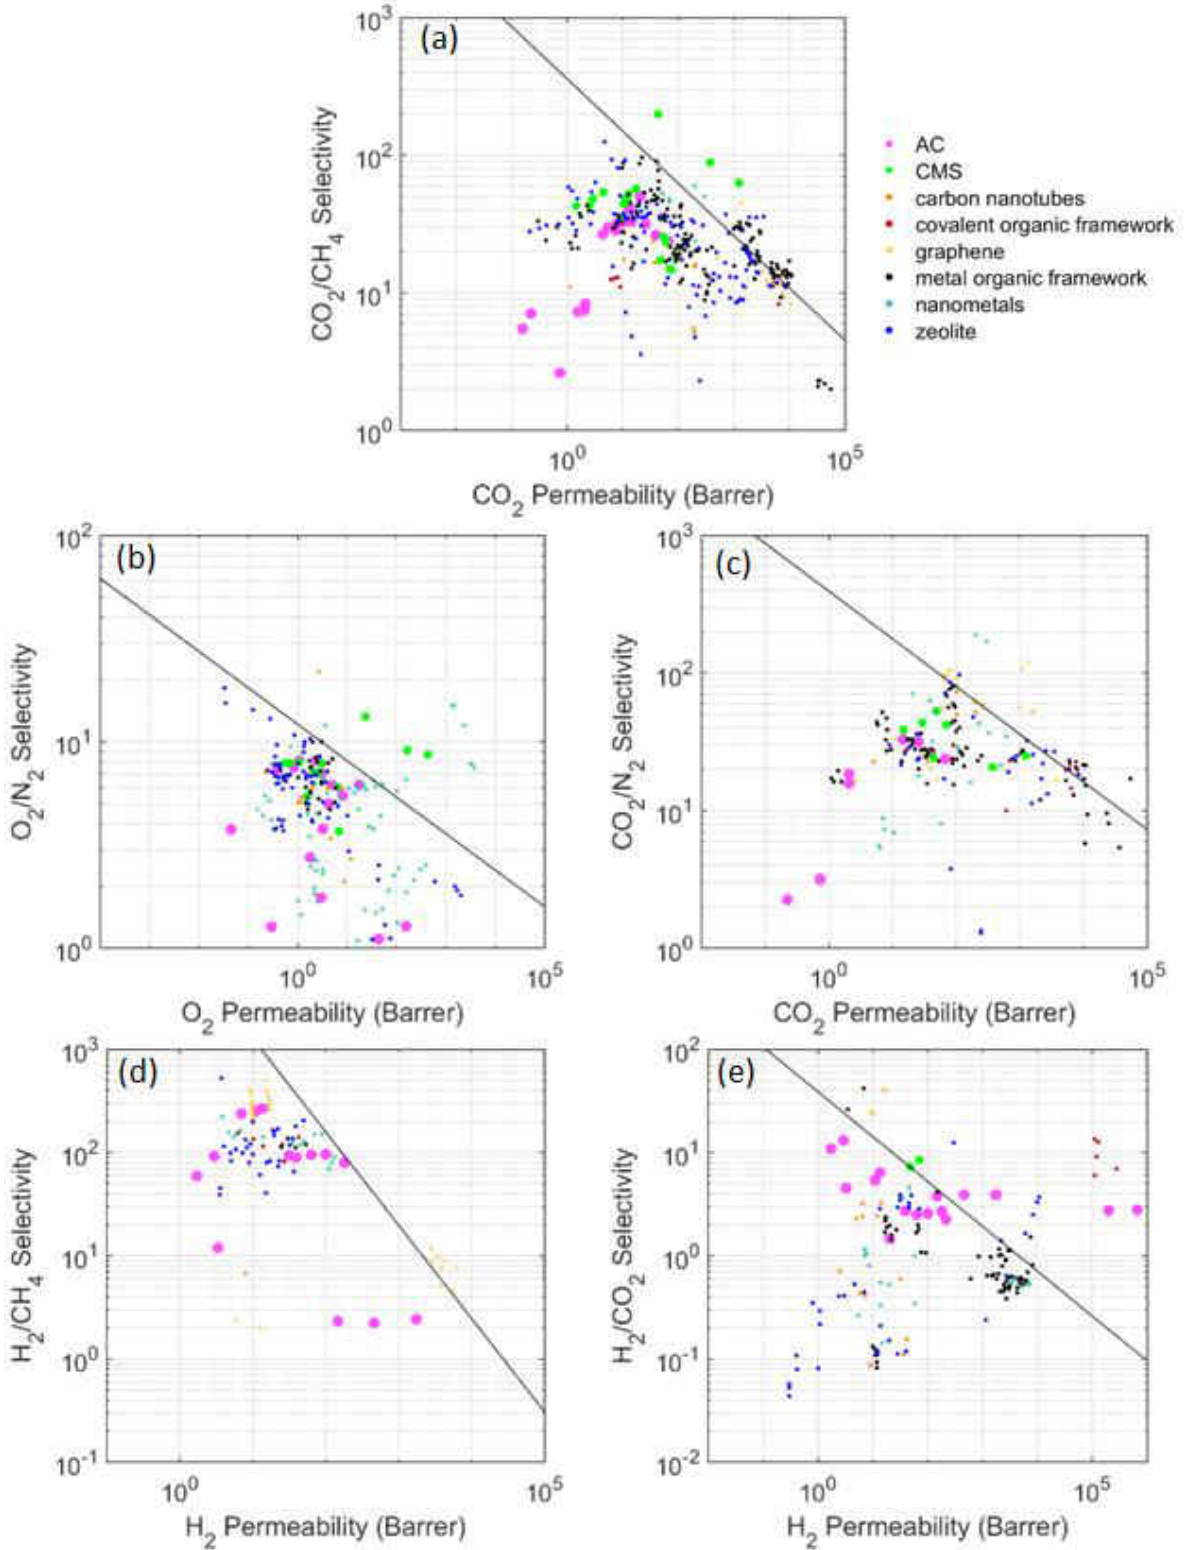 (a)
10³
10²
10¹
10⁰
CO₂/CH₄ Selectivity
10⁰
10⁵
CO₂ Permeability (Barrer)
AC
CMS
carbon nanotubes
covalent organic framework
graphene
metal organic framework
nanometals
zeolite
(b)
10²
10¹
10⁰
O₂/N₂ Selectivity
10⁰
10⁵
O₂ Permeability (Barrer)
(c)
10³
10²
10¹
10⁰
CO₂/N₂ Selectivity
10⁰
10⁵
CO₂ Permeability (Barrer)
(d)
10³
10²
10¹
10⁰
10⁻¹
H₂/CH₄ Selectivity
10⁰
10⁵
H₂ Permeability (Barrer)
(e)
10²
10¹
10⁰
10⁻¹
10⁻²
H₂/CO₂ Selectivity
10⁰
10⁵
H₂ Permeability (Barrer)